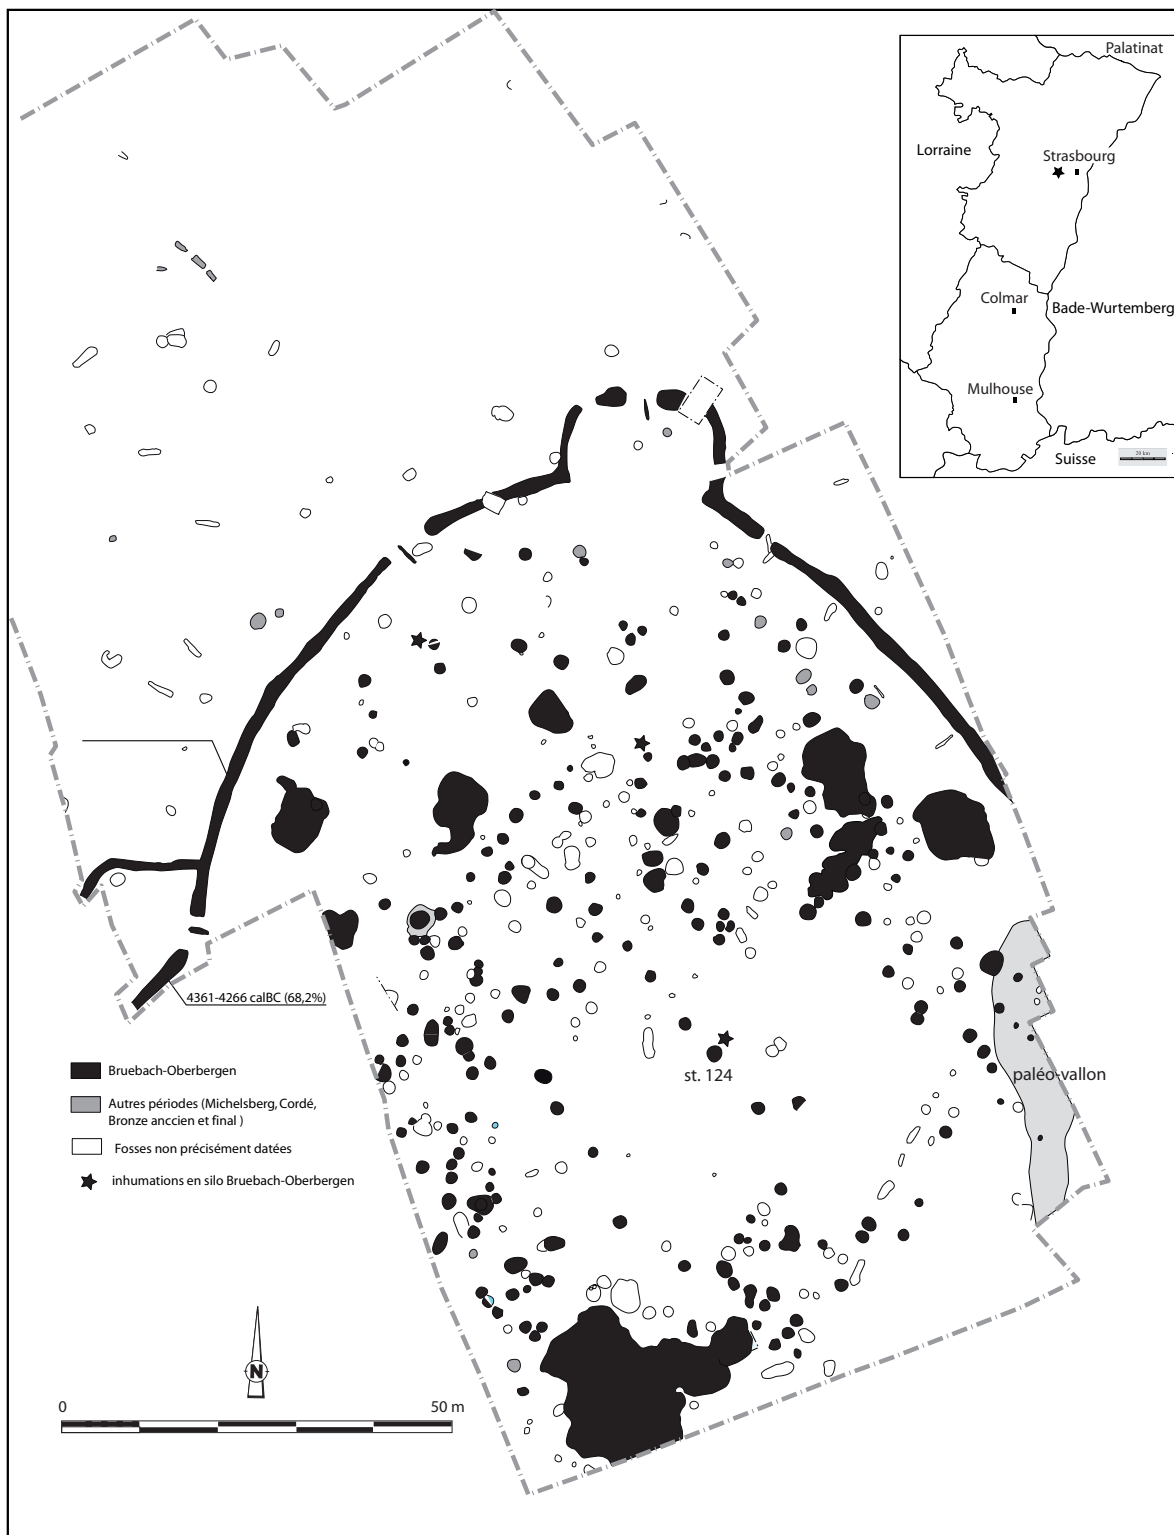 Palatinat
Lorraine
Strasbourg
Colmar
Bade-Wurtemberg
Mulhouse
Suisse
20 km
4361-4266 calBC (68,2%)
st. 124
paléo-vallon
Bruebach-Oberbergen
Autres périodes (Michelsberg, Cordé,
Bronze anccien et final )
Fosses non précisément datées
inhumations en silo Bruebach-Oberbergen
N
0
50 m